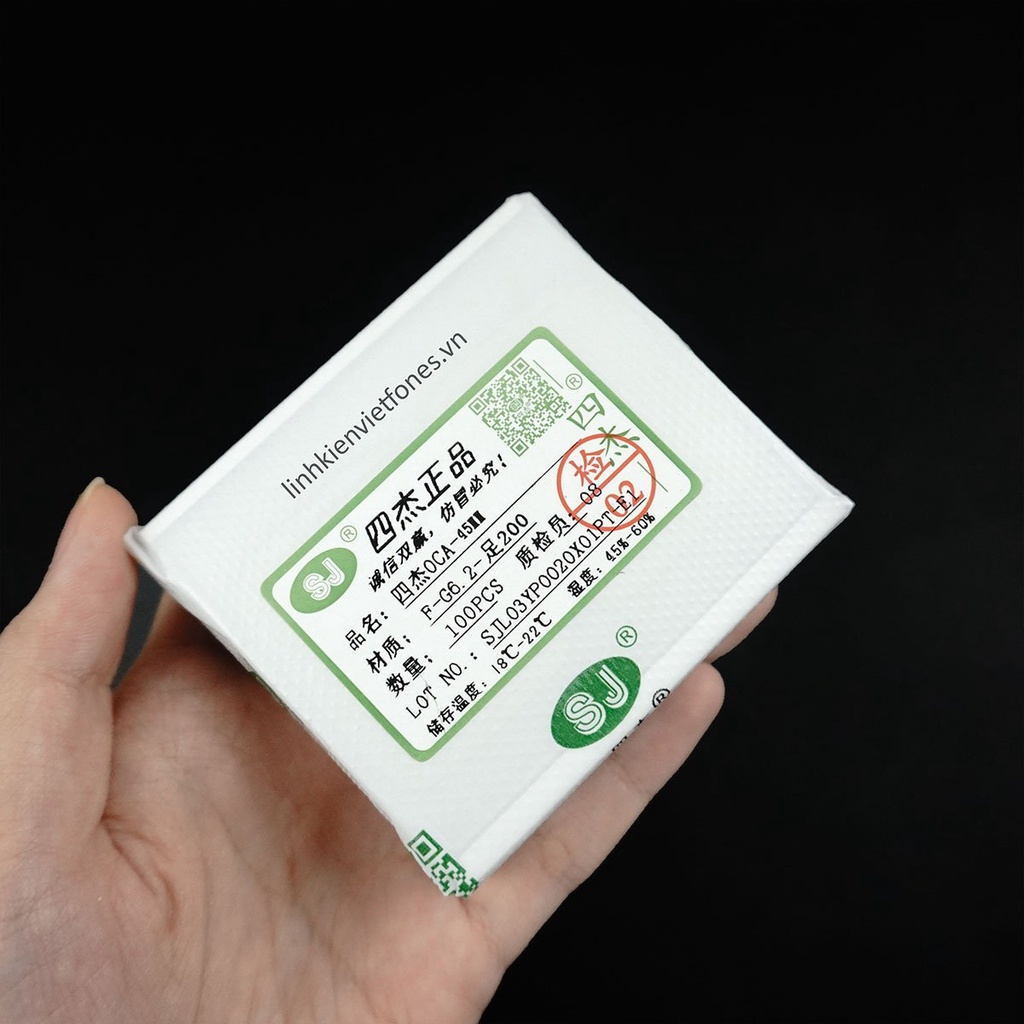 linhkienvietfones.vn
SJ®
四杰正品
诚信双赢，仿冒必究！
四杰®
品名：四杰OCA-45
材质：F-G6.2-足200
数量：100PCS 质检员：08
检
02
LOT NO.：SJL03YP0020X01PT-E1
储存温度：18℃-22℃ 湿度：45%-60%
SJ®